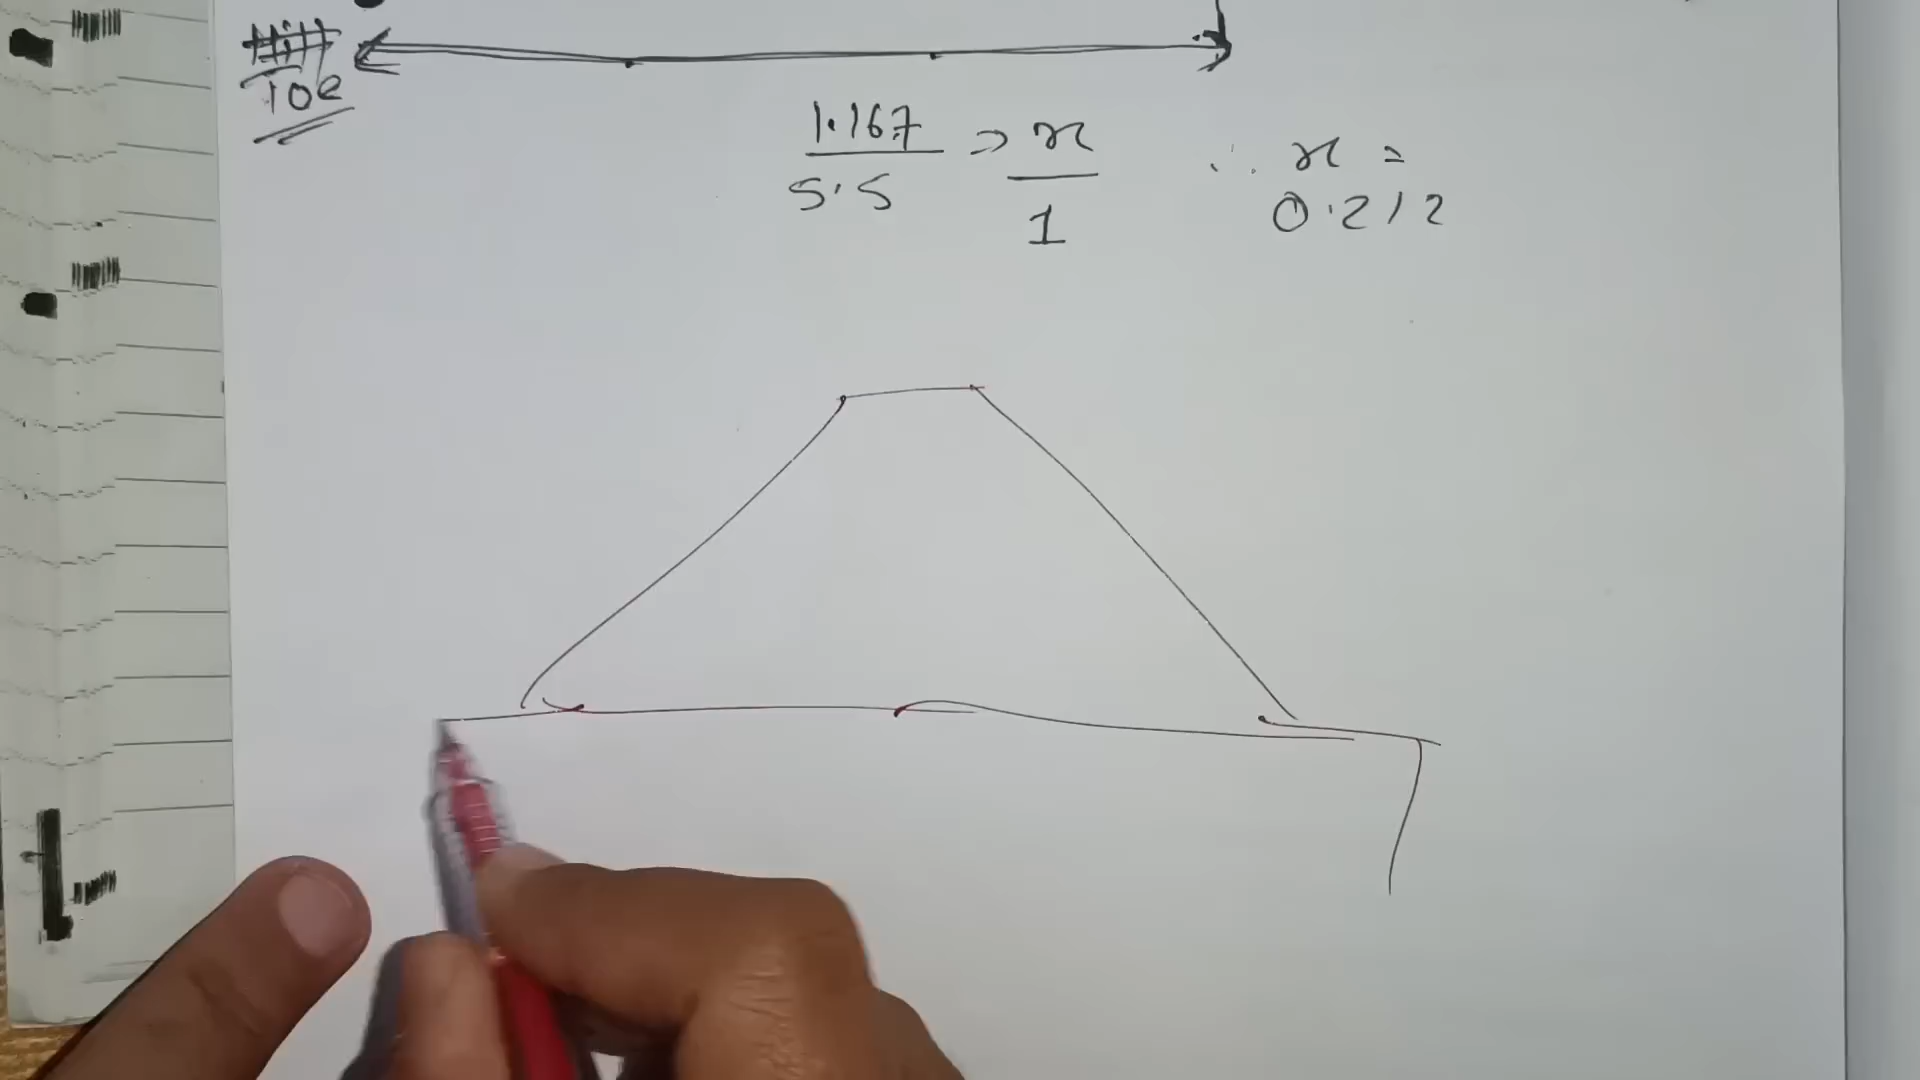 Toe
1.167 => x ∴ x =
5.5 1 0.212